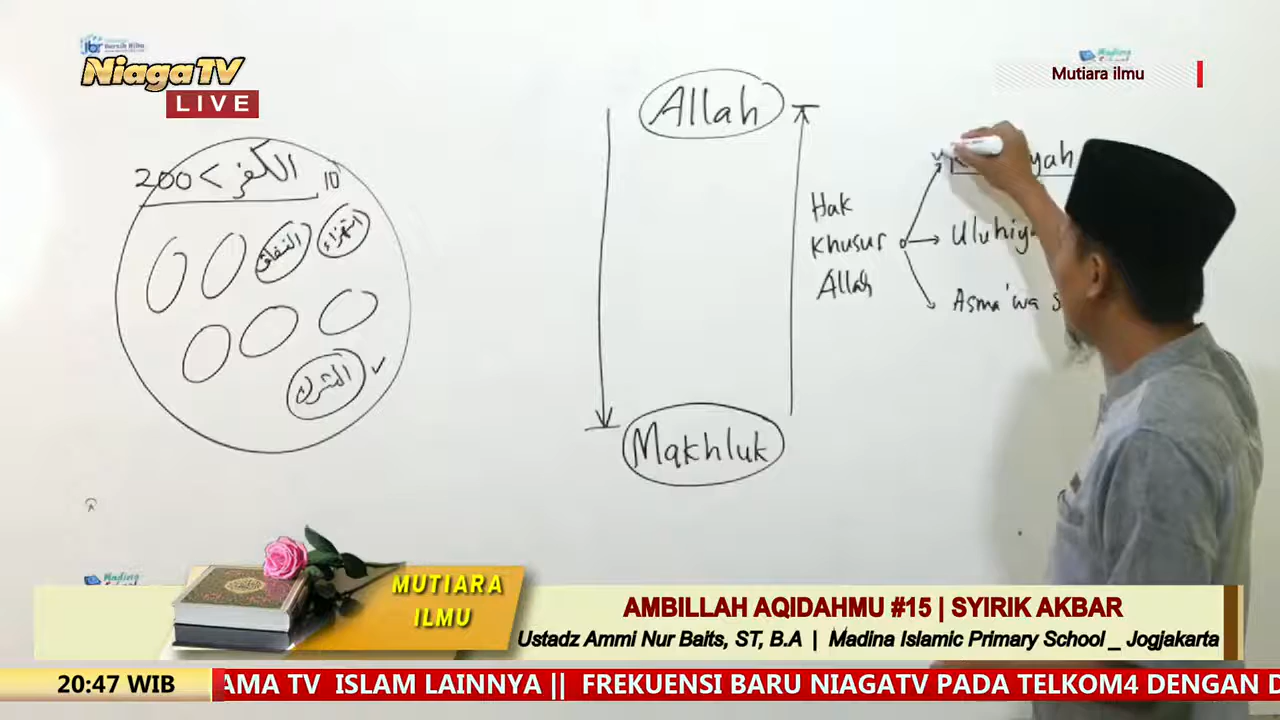 NiagaTV
LIVE
Mutiara ilmu
Allah
200 < الكفر
10
النفاق
استهزاء
الشرك
Hak
Khusus
Allah
yah
Uluhiy
Asma'wa s
Makhluk
MUTIARA
ILMU
AMBILLAH AQIDAHMU #15 | SYIRIK AKBAR
Ustadz Ammi Nur Baits, ST, B.A | Madina Islamic Primary School _ Jogjakarta
20:47 WIB
AMA TV ISLAM LAINNYA || FREKUENSI BARU NIAGATV PADA TELKOM4 DENGAN D